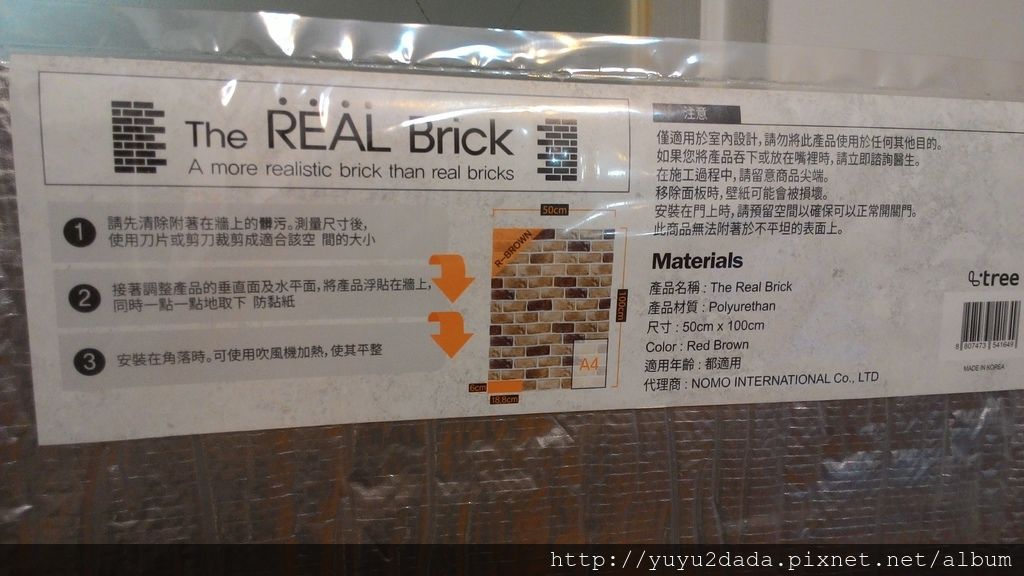 The REAL Brick
A more realistic brick than real bricks
1 請先清除附著在牆上的髒污。測量尺寸後,
使用刀片或剪刀裁剪成適合該空 間的大小
2 接著調整產品的垂直面及水平面,將產品浮貼在牆上,
同時一點一點地取下 防黏紙
3 安裝在角落時。可使用吹風機加熱,使其平整
50cm
R-BROWN
100cm
A4
6cm
18.8cm
注意
僅適用於室內設計,請勿將此產品使用於任何其他目的。
如果您將產品吞下或放在嘴裡時,請立即諮詢醫生。
在施工過程中,請留意商品尖端。
移除面板時,壁紙可能會被損壞。
安裝在門上時,請預留空間以確保可以正常開關門。
此商品無法附著於不平坦的表面上。
Materials
產品名稱 : The Real Brick
產品材質 : Polyurethan
尺寸 : 50cm x 100cm
Color : Red Brown
適用年齡 : 都適用
代理商 : NOMO INTERNATIONAL Co., LTD
tree
8 807473 541649
MADE IN KOREA
http://yuyu2dada.pixnet.net/album